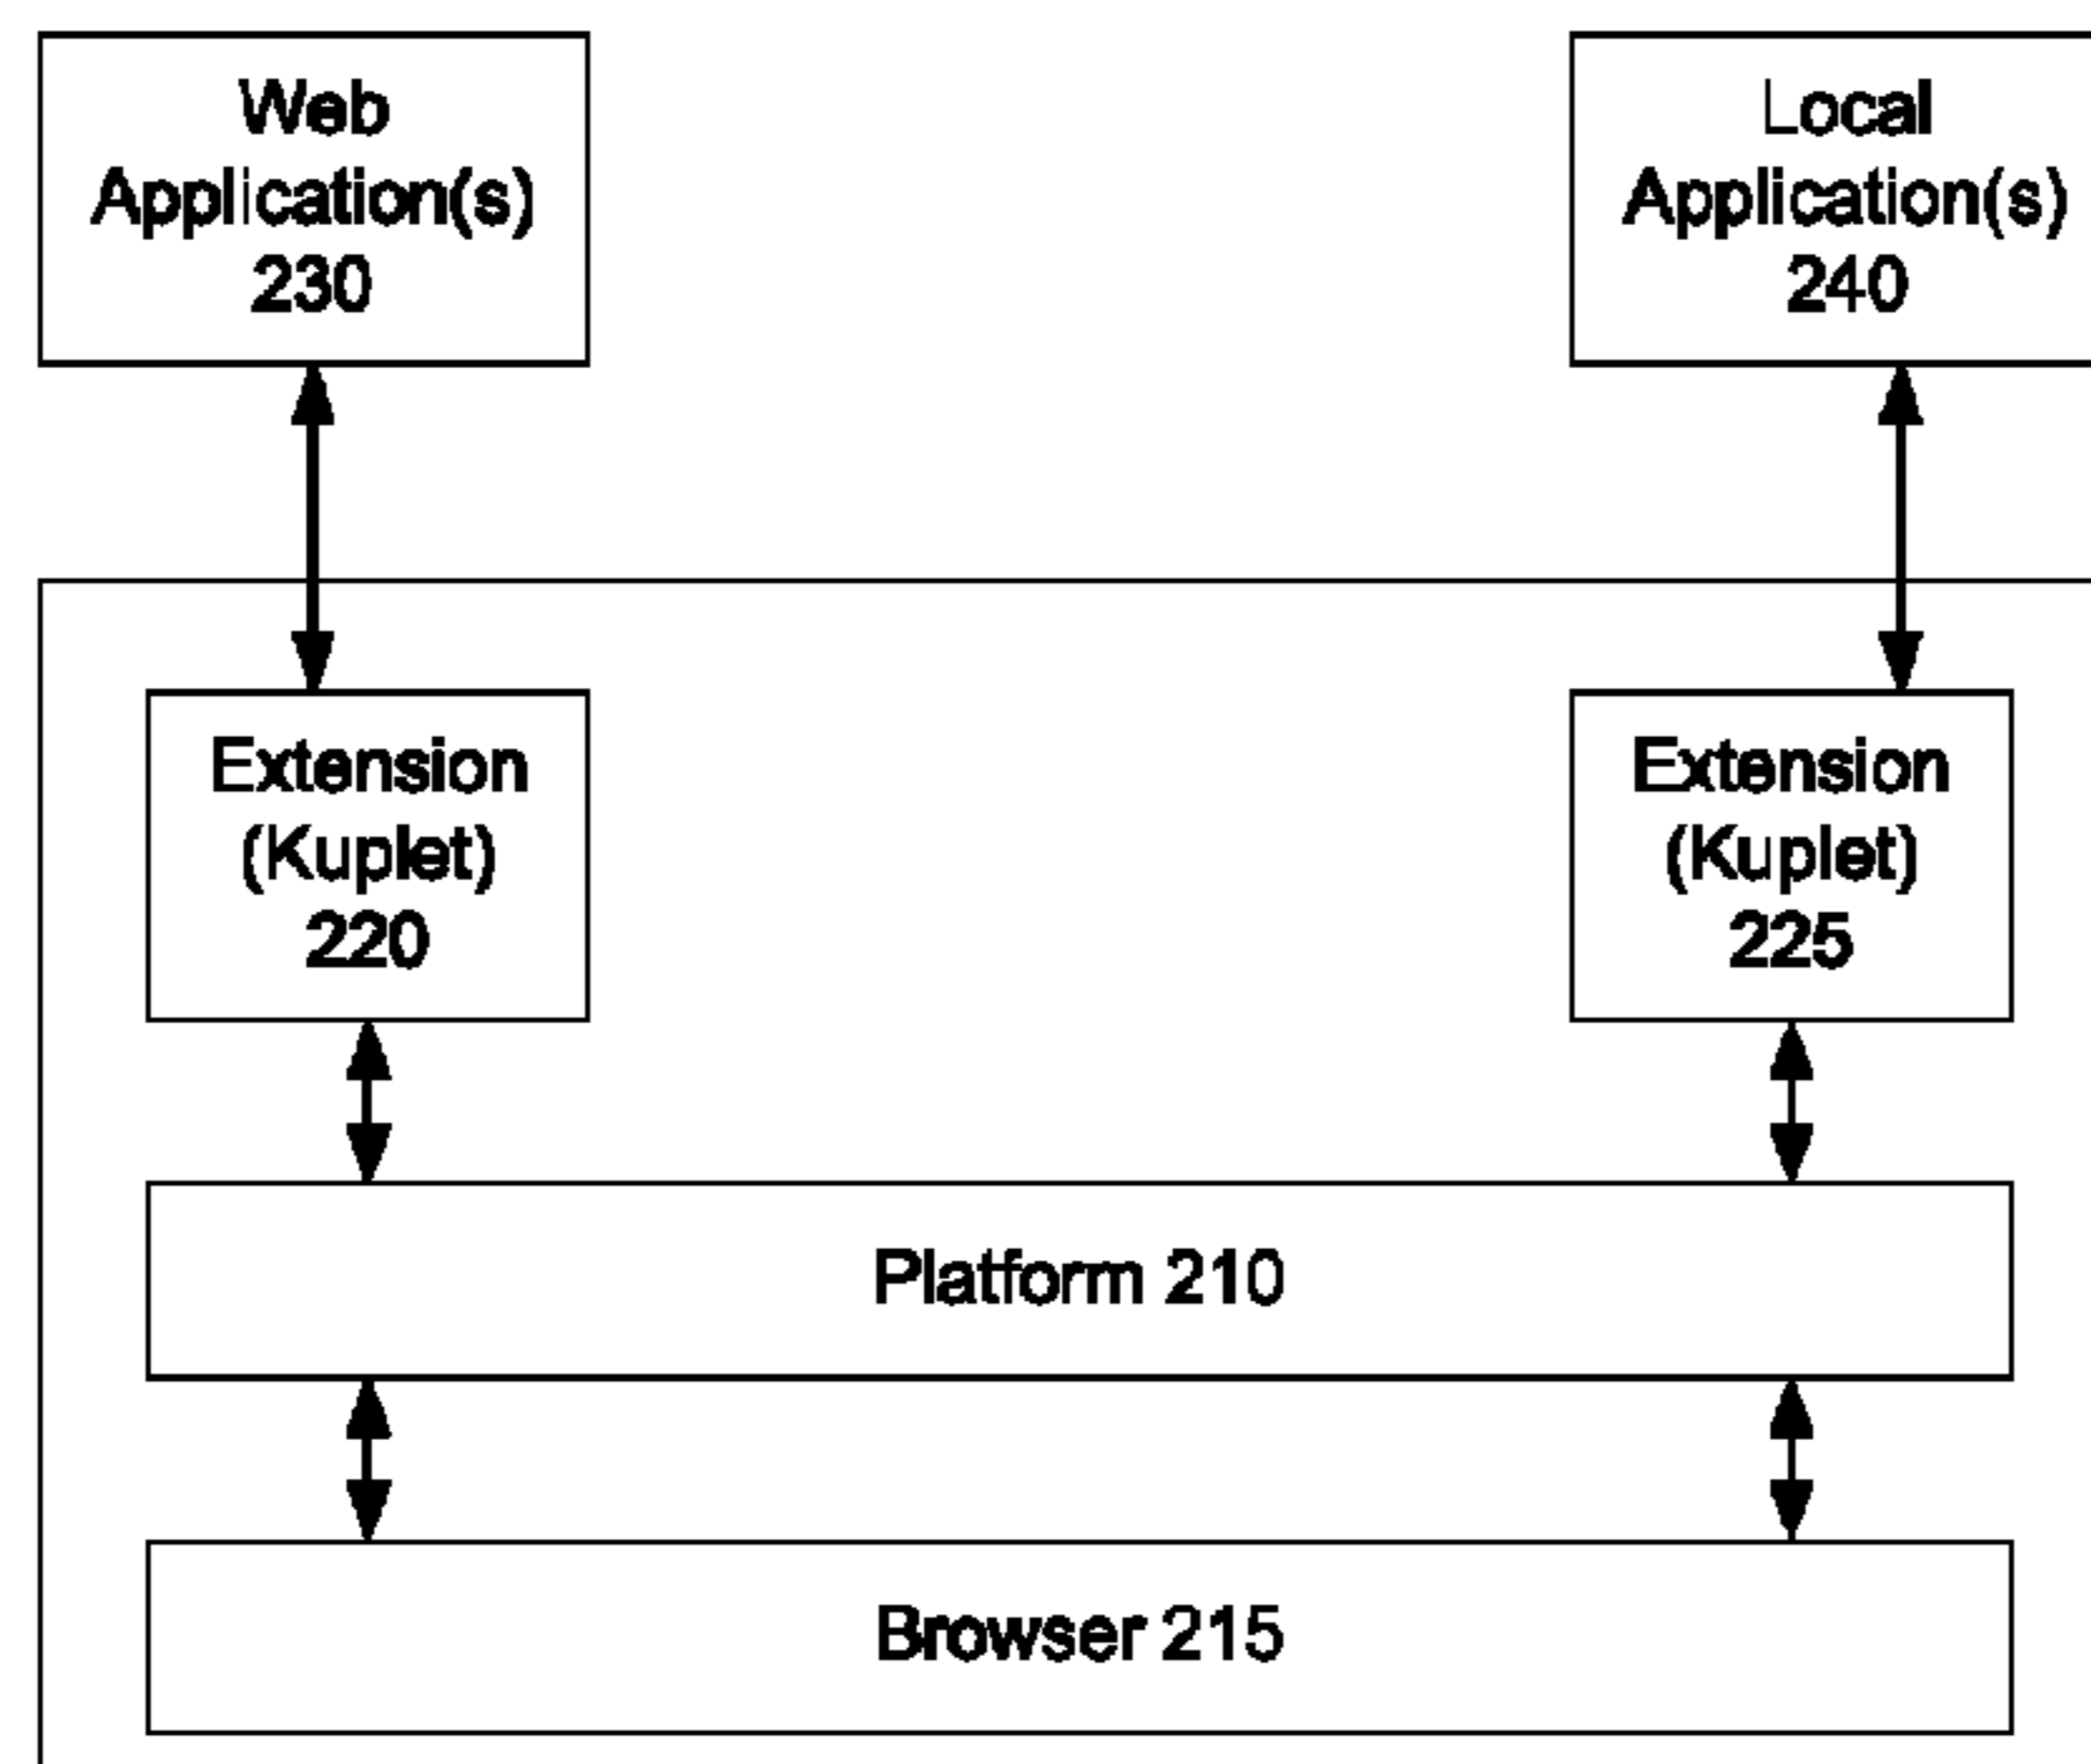 Web
Application(s)
230
Local
Application(s)
240
Extension
(Kuplet)
220
Extension
(Kuplet)
225
Platform 210
Browser 215